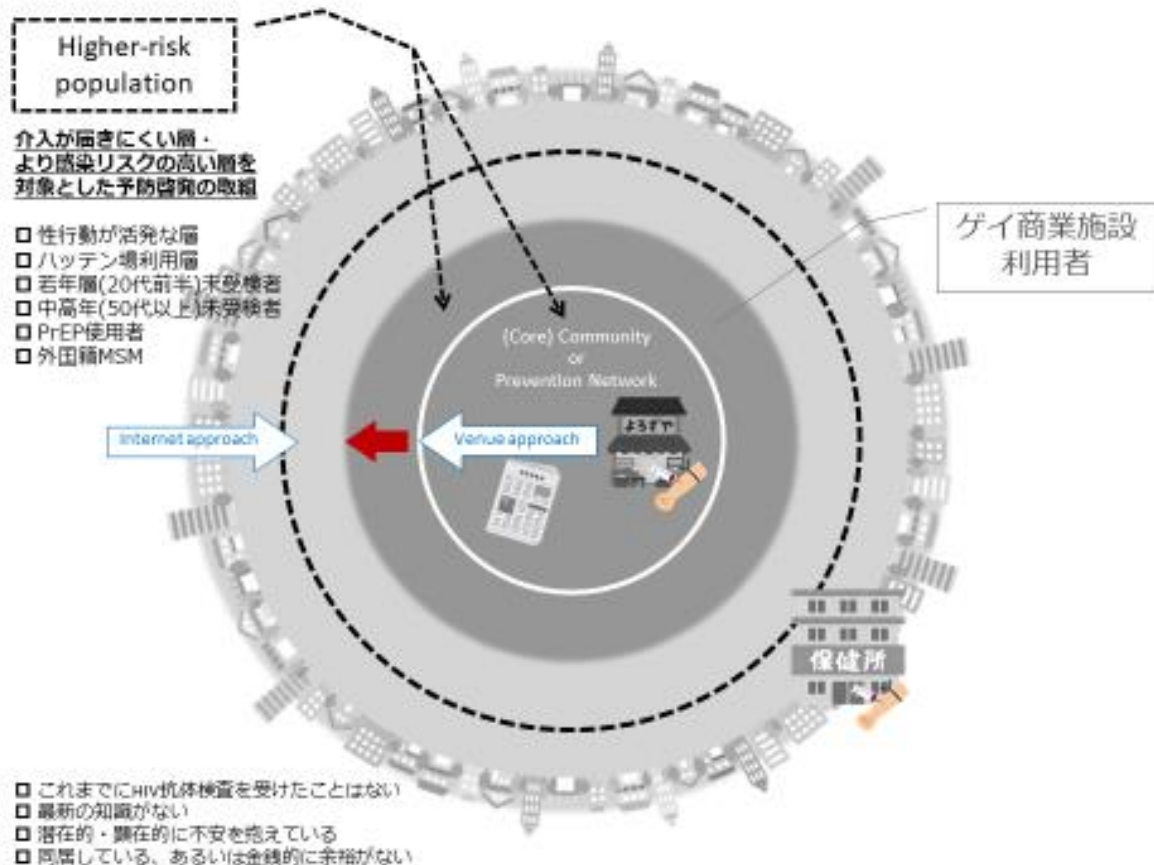 Higher-risk
population
介入が届きにくい層・
より感染リスクの高い層を
対象とした予防啓発の取組
□ 性行動が活発な層
□ ハッテン場利用層
□ 若年層(20代前半)未受検者
□ 中高年(50代以上)未受検者
□ PrEP使用者
□ 外国籍MSM
ゲイ商業施設
利用者
(Core) Community
or
Prevention Network
よろずや
Internet approach
Venue approach
保健所
□ これまでにHIV抗体検査を受けたことはない
□ 最新の知識がない
□ 潜在的・顕在的に不安を抱えている
□ 同居している、あるいは金銭的に余裕がない